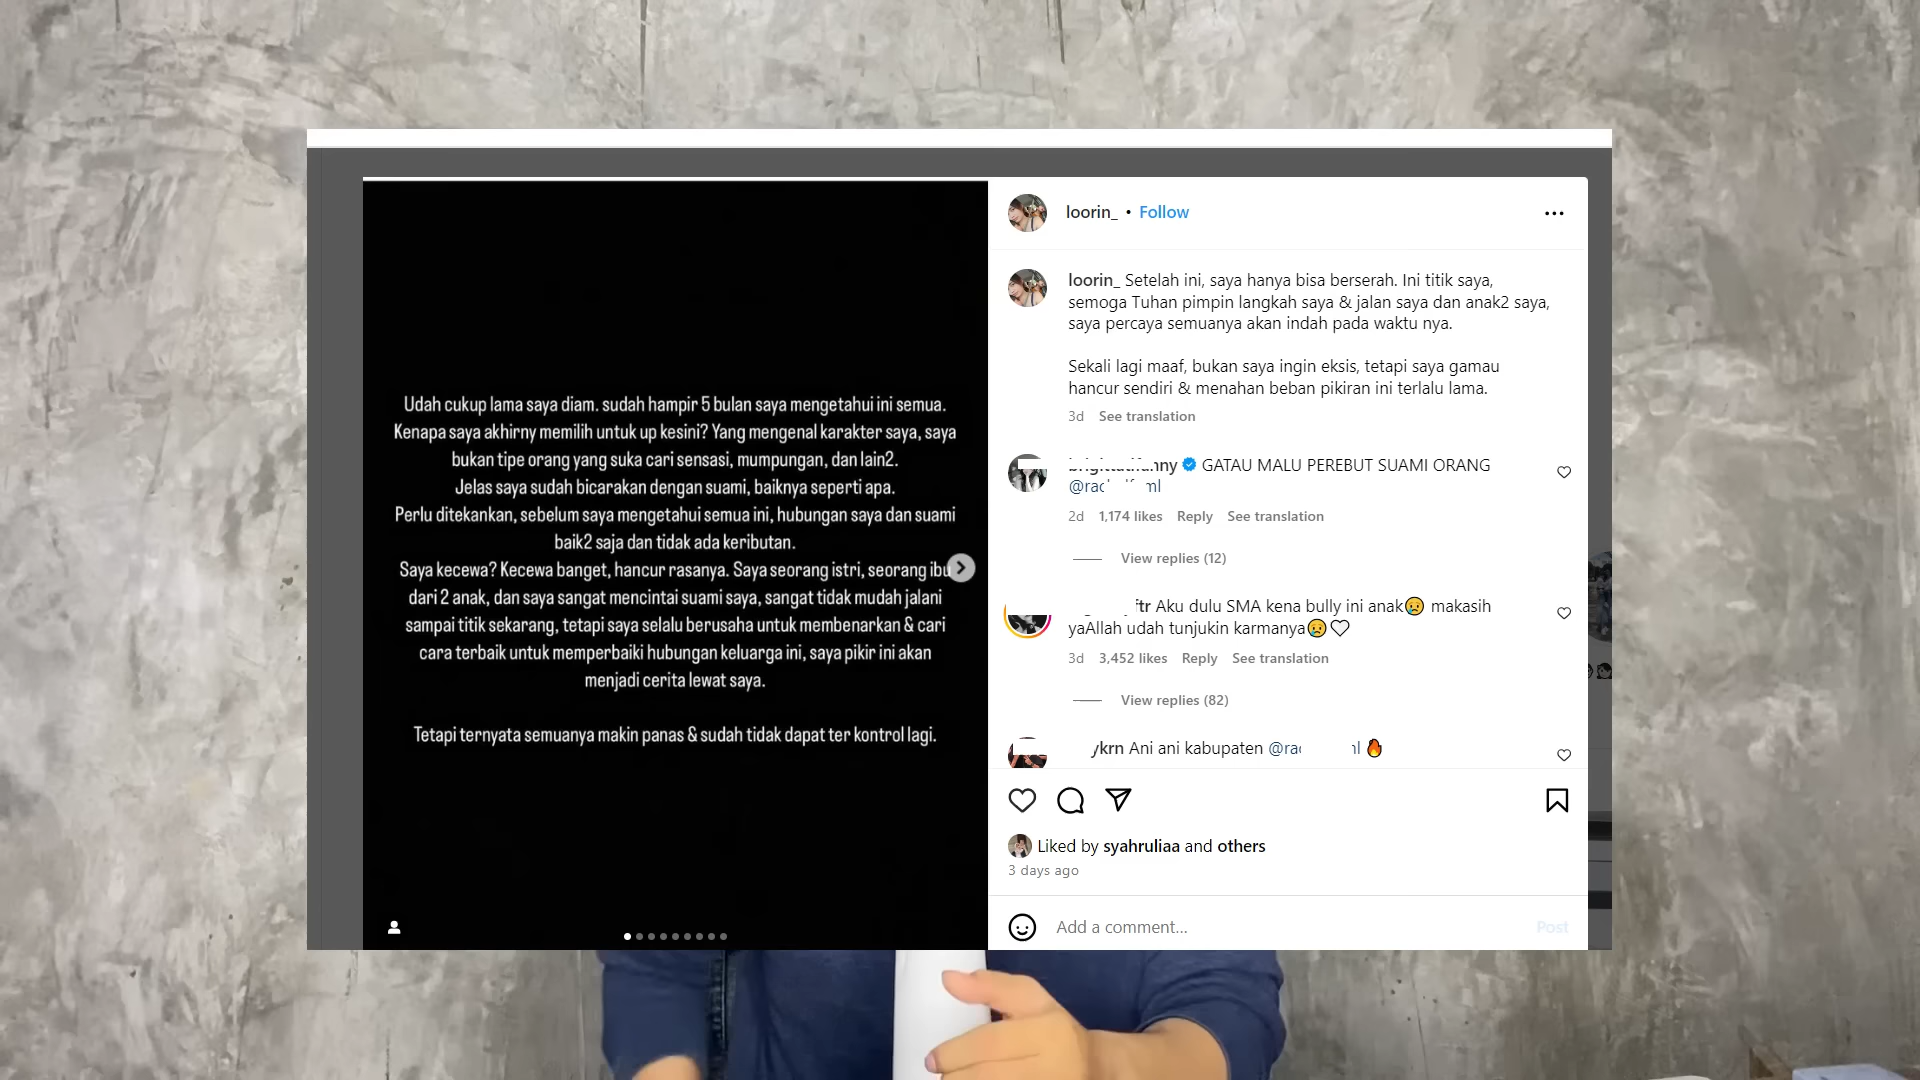 Udah cukup lama saya diam. sudah hampir 5 bulan saya mengetahui ini semua.
Kenapa saya akhirny memilih untuk up kesini? Yang mengenal karakter saya, saya
bukan tipe orang yang suka cari sensasi, mumpungan, dan lain2.
Jelas saya sudah bicarakan dengan suami, baiknya seperti apa.
Perlu ditekankan, sebelum saya mengetahui semua ini, hubungan saya dan suami
baik2 saja dan tidak ada keributan.
Saya kecewa? Kecewa banget, hancur rasanya. Saya seorang istri, seorang ibu
dari 2 anak, dan saya sangat mencintai suami saya, sangat tidak mudah jalani
sampai titik sekarang, tetapi saya selalu berusaha untuk membenarkan & cari
cara terbaik untuk memperbaiki hubungan keluarga ini, saya pikir ini akan
menjadi cerita lewat saya.
Tetapi ternyata semuanya makin panas & sudah tidak dapat ter kontrol lagi.
loorin_ • Follow
loorin_ Setelah ini, saya hanya bisa berserah. Ini titik saya,
semoga Tuhan pimpin langkah saya & jalan saya dan anak2 saya,
saya percaya semuanya akan indah pada waktu nya.
Sekali lagi maaf, bukan saya ingin eksis, tetapi saya gamau
hancur sendiri & menahan beban pikiran ini terlalu lama.
3d See translation
GATAU MALU PEREBUT SUAMI ORANG
2d 1,174 likes Reply See translation
View replies (12)
ftr Aku dulu SMA kena bully ini anak😥 makasih
yaAllah udah tunjukin karmanya😥🤍
3d 3,452 likes Reply See translation
View replies (82)
ykrn Ani ani kabupaten 🔥
Liked by syahruliaa and others
3 days ago
Add a comment...
Post